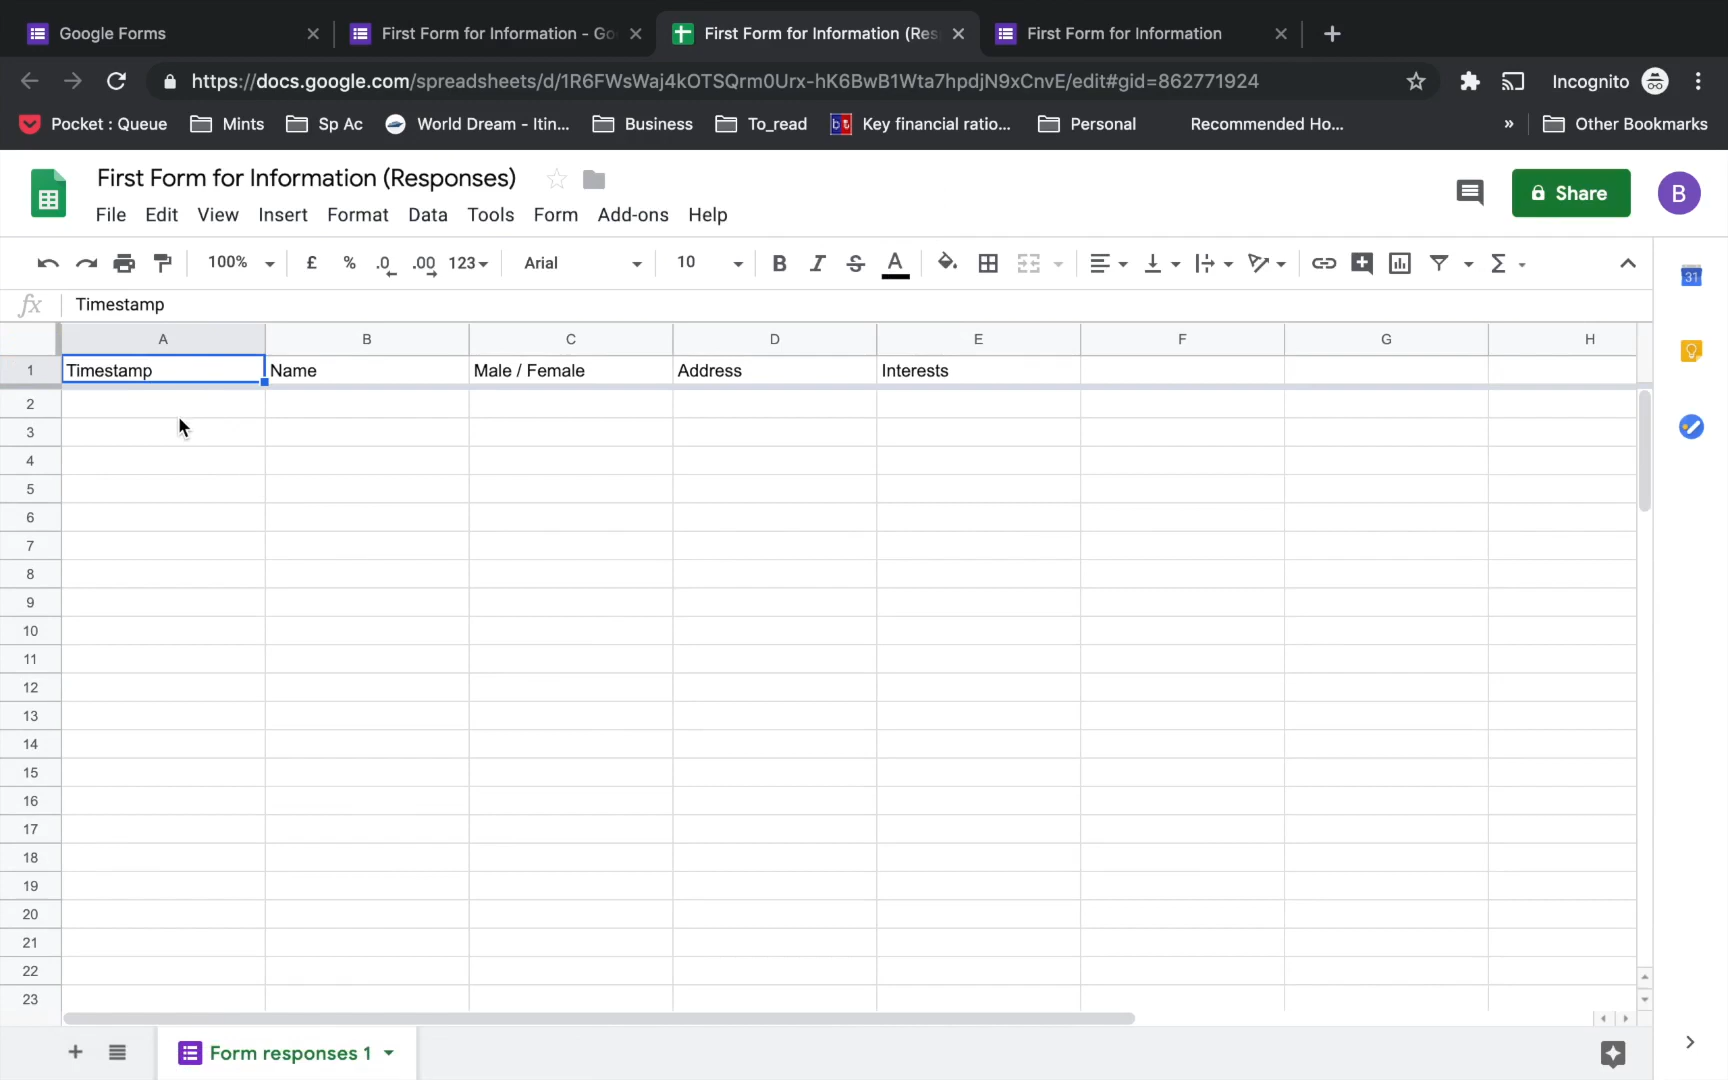 Google Forms
First Form for Information - Go
First Form for Information (Res
First Form for Information
https://docs.google.com/spreadsheets/d/1R6FWsWaj4kOTSQrm0Urx-hK6BwB1Wta7hpdjN9xCnvE/edit#gid=862771924
Incognito
Pocket : Queue
Mints
Sp Ac
World Dream - Itin...
Business
To_read
Key financial ratio...
Personal
Recommended Ho...
»
Other Bookmarks
First Form for Information (Responses)
Share
B
File Edit View Insert Format Data Tools Form Add-ons Help
100% £ % .0 .00 123 Arial 10 B I S A Σ
31
fx Timestamp
A B C D E F G H
1 Timestamp Name Male / Female Address Interests
2
3
4
5
6
7
8
9
10
11
12
13
14
15
16
17
18
19
20
21
22
23
Form responses 1